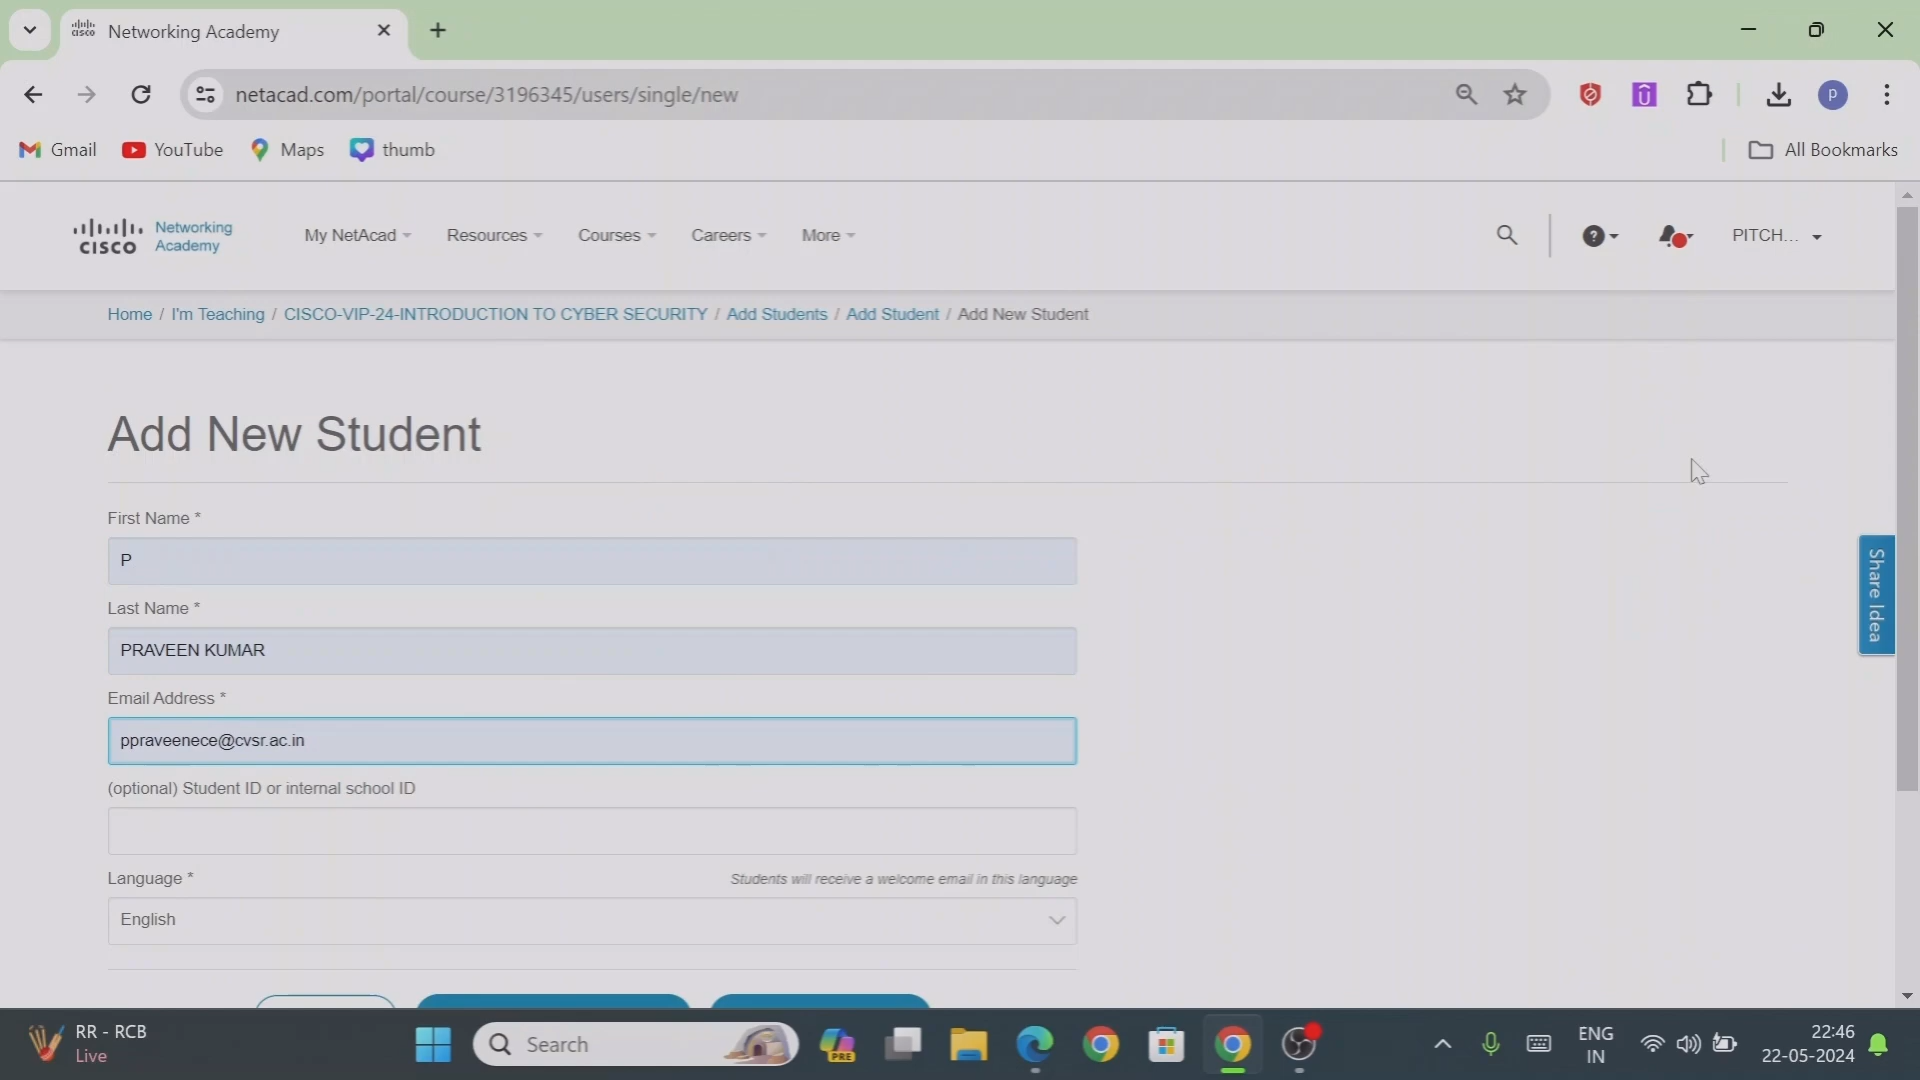 Networking Academy
netacad.com/portal/course/3196345/users/single/new
p
Gmail
YouTube
Maps
thumb
All Bookmarks
CISCO
Networking
Academy
My NetAcad
Resources
Courses
Careers
More
PITCH...
Home / I'm Teaching / CISCO-VIP-24-INTRODUCTION TO CYBER SECURITY / Add Students / Add Student / Add New Student
Add New Student
First Name *
P
Last Name *
PRAVEEN KUMAR
Email Address *
ppraveenece@cvsr.ac.in
(optional) Student ID or internal school ID
Language *
Students will receive a welcome email in this language
English
Share Idea
RR - RCB
Live
Search
PRE
ENG
IN
22:46
22-05-2024